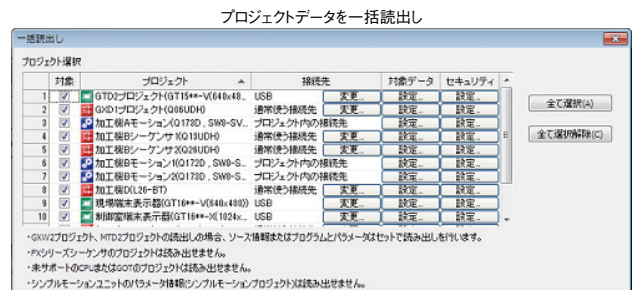 プロジェクトデータを一括読出し
一括読出し
プロジェクト選択
対象 プロジェクト 接続先 対象データ セキュリティ
1 GTD2プロジェクト(GT15**-V(640x48.. USB 変更... 設定... 設定...
2 GXD1プロジェクト(Q06UDH) 通常使う接続先 変更... 設定... 設定...
3 加工機Aモーション(Q173D , SW8-SV... プロジェクト内の接続先 設定... 設定...
4 加工機Bシーケンサ1(Q13UDH) 通常使う接続先 変更... 設定... 設定...
5 加工機Bシーケンサ2(Q26UDH) 通常使う接続先 変更... 設定... 設定...
6 加工機Bモーション1(Q172D , SW8-S... プロジェクト内の接続先 設定... 設定...
7 加工機Bモーション2(Q173D , SW8-S... プロジェクト内の接続先 設定... 設定...
8 加工機D(L26-BT) 通常使う接続先 変更... 設定... 設定...
9 現場端末表示器(GT16**-V(640x480)) USB 変更... 設定... 設定...
10 制御室端末表示器(GT16**-X(1024x... USB 変更... 設定... 設定...
全て選択(A)
全て選択解除(C)
・GXW2プロジェクト、MTD2プロジェクトの読出しの場合、ソース情報またはプログラムとパラメータはセットで読み出しを行います。
・FXシリーズシーケンサのプロジェクトは読み出せません。
・未サポートのCPUまたはGOTのプロジェクトは読み出せません。
・シンプルモーションユニットのパラメータ情報(シンプルモーションプロジェクト)は読み出せません。